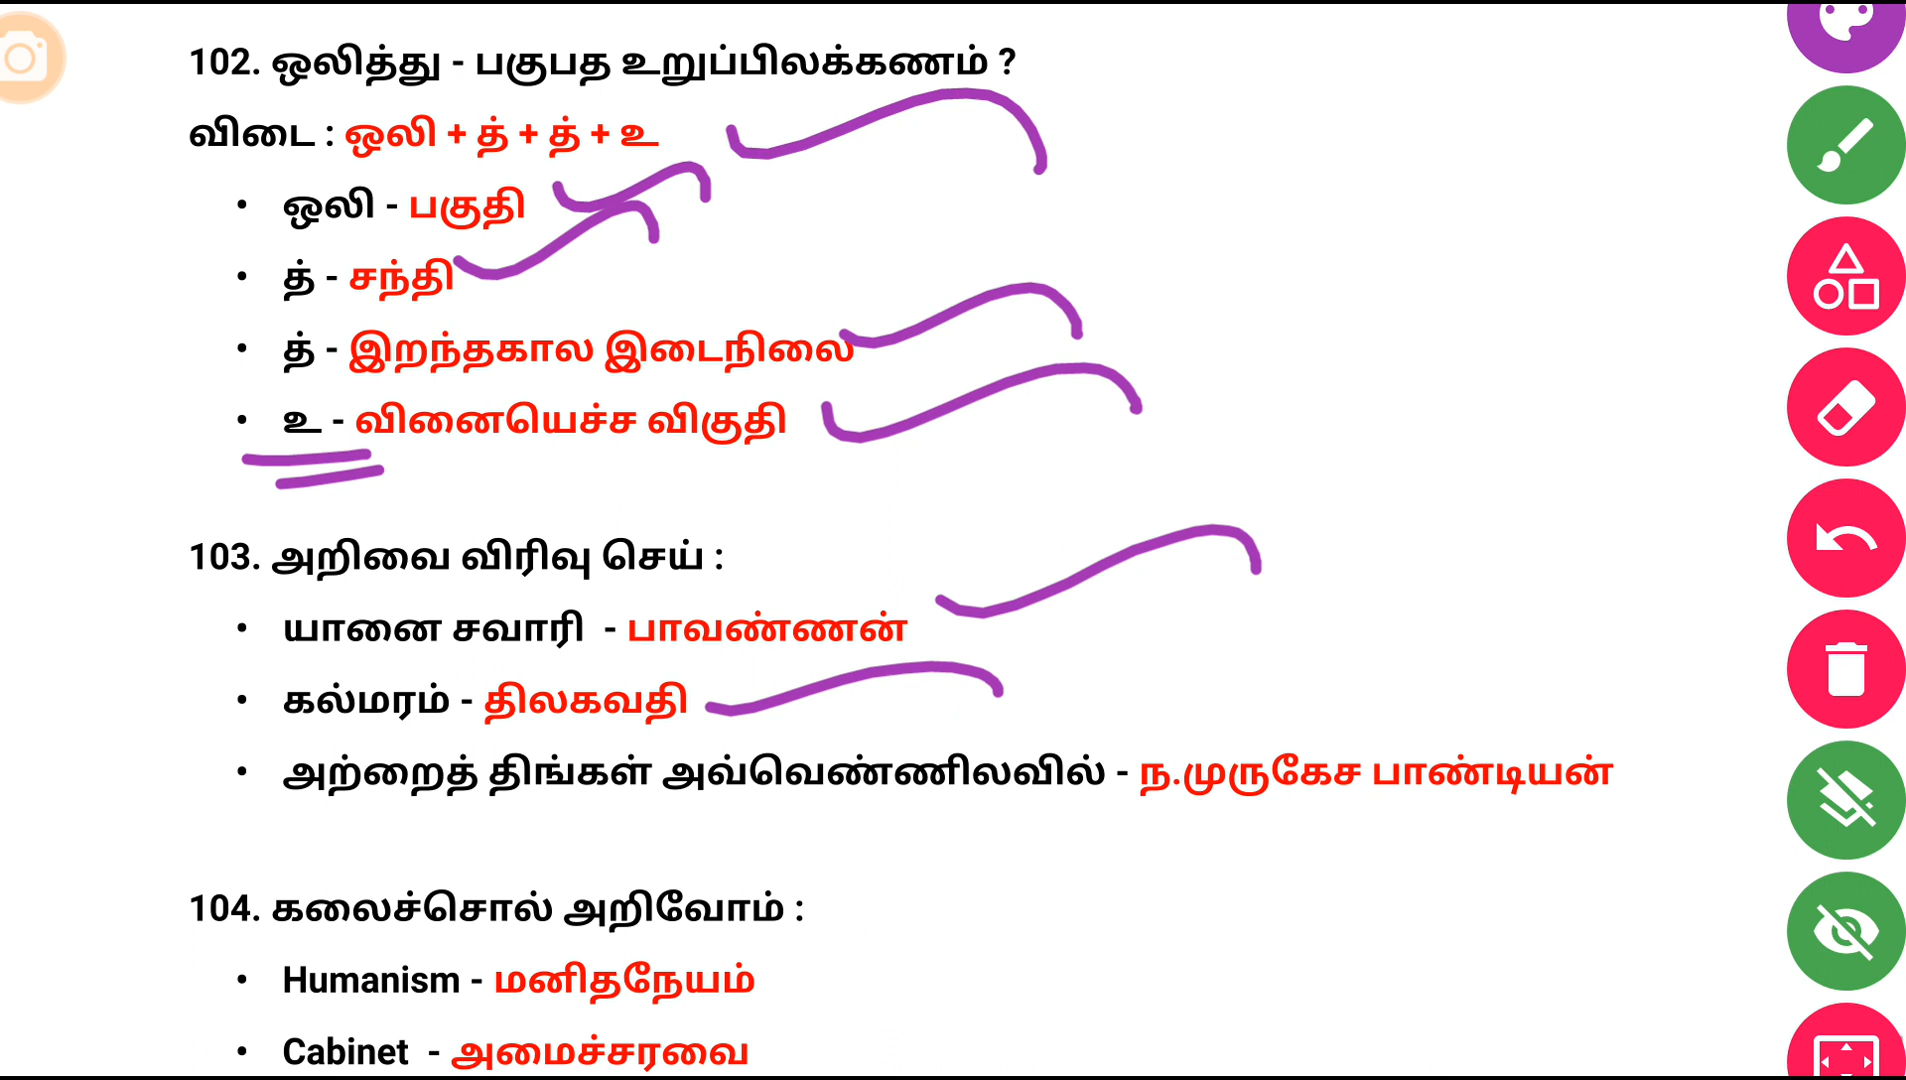 102. ஒலித்து - பகுபத உறுப்பிலக்கணம் ?
விடை : ஒலி + த் + த் + உ
• ஒலி - பகுதி
• த் - சந்தி
• த் - இறந்தகால இடைநிலை
• உ - வினையெச்ச விகுதி
103. அறிவை விரிவு செய் :
• யானை சவாரி - பாவண்ணன்
• கல்மரம் - திலகவதி
• அற்றைத் திங்கள் அவ்வெண்ணிலவில் - ந.முருகேச பாண்டியன்
104. கலைச்சொல் அறிவோம் :
• Humanism - மனிதநேயம்
• Cabinet - அமைச்சரவை